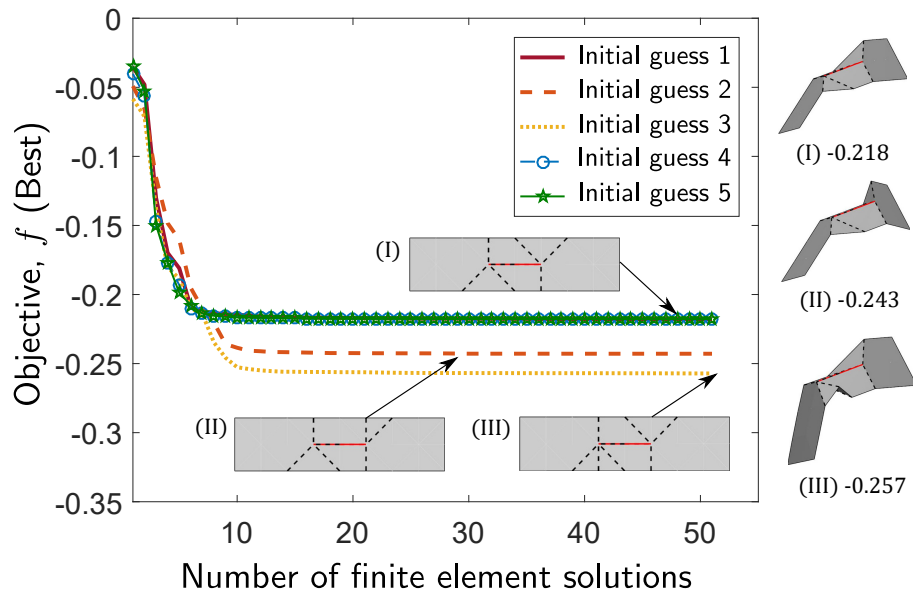 Objective, f (Best)
0
-0.05
-0.1
-0.15
-0.2
-0.25
-0.3
-0.35
10
20
30
40
50
Number of finite element solutions
Initial guess 1
Initial guess 2
Initial guess 3
Initial guess 4
Initial guess 5
(I)
(II)
(III)
(I) -0.218
(II) -0.243
(III) -0.257